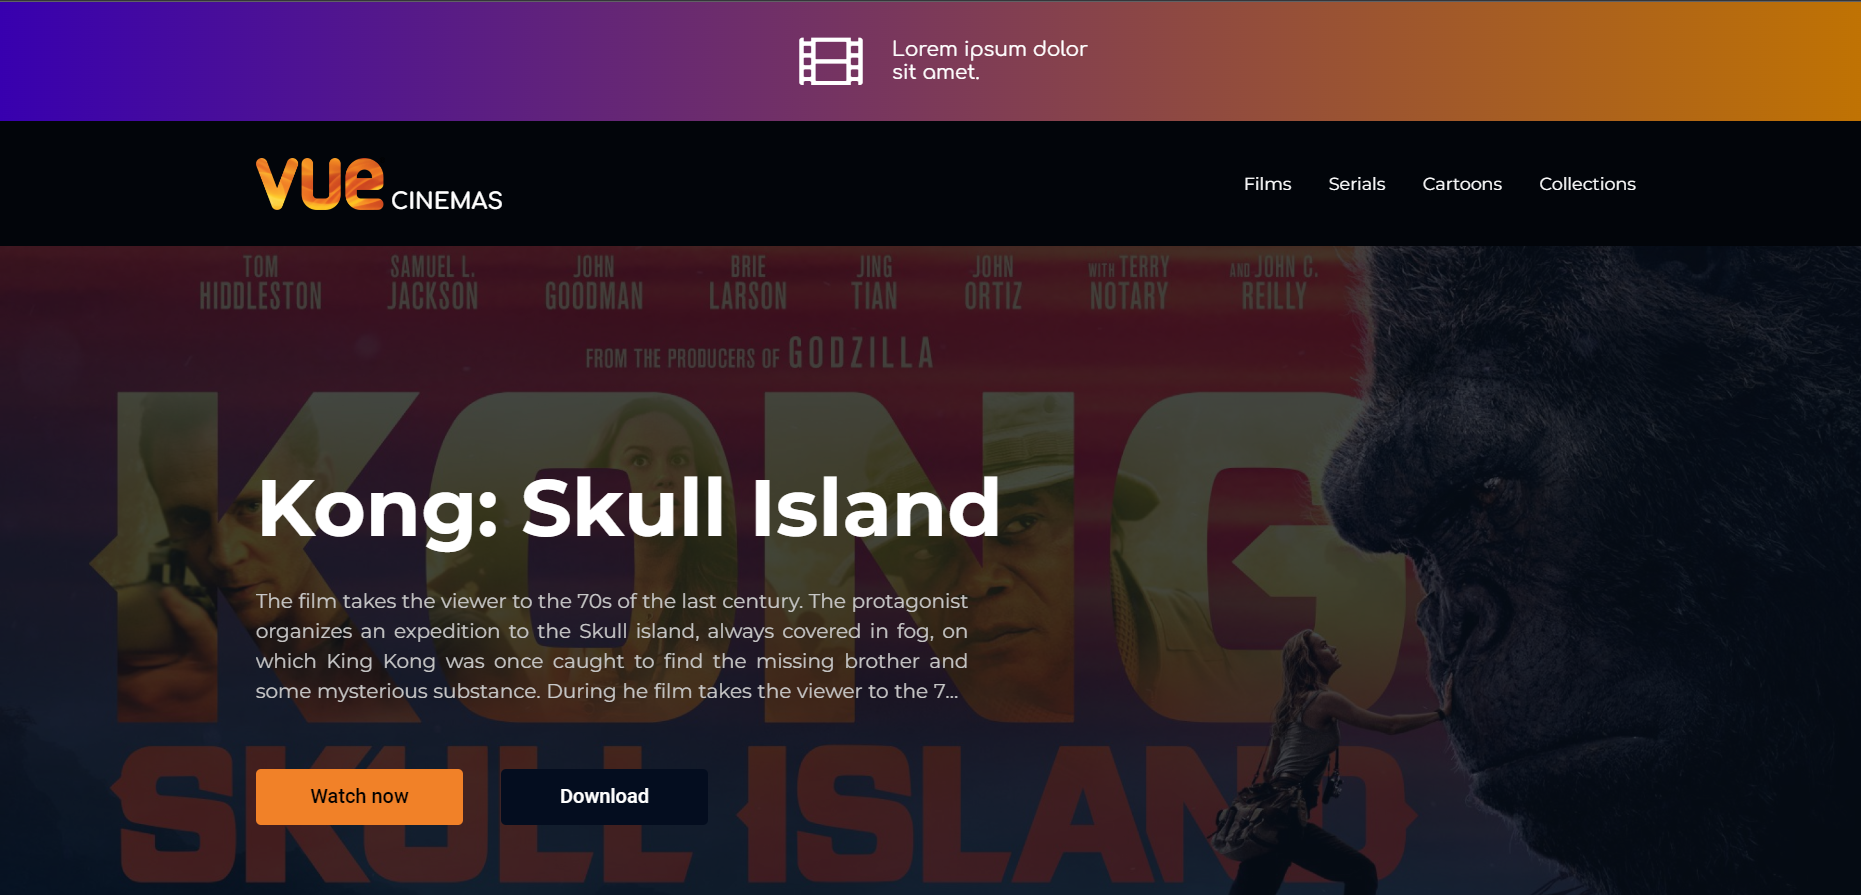 Lorem ipsum dolor
sit amet.
vue CINEMAS
Films Serials Cartoons Collections
TOM HIDDLESTON
SAMUEL L. JACKSON
JOHN GOODMAN
BRIE LARSON
JING TIAN
JOHN ORTIZ
WITH TERRY NOTARY
AND JOHN C. REILLY
FROM THE PRODUCERS OF GODZILLA
KONG
Kong: Skull Island
The film takes the viewer to the 70s of the last century. The protagonist
organizes an expedition to the Skull island, always covered in fog, on
which King Kong was once caught to find the missing brother and
some mysterious substance. During he film takes the viewer to the 7...
SKULL ISLAND
Watch now Download